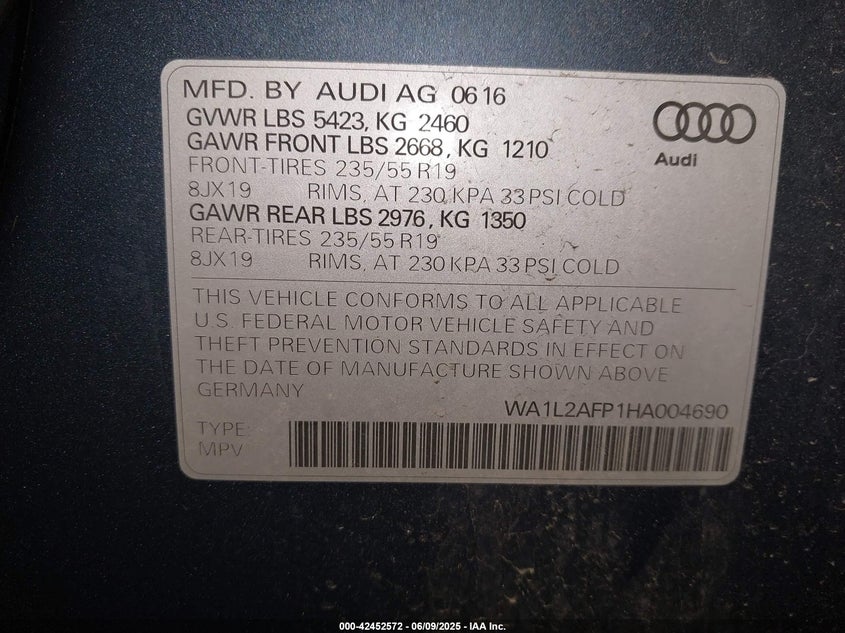 MFD. BY AUDI AG 06 16
GVWR LBS 5423, KG 2460
GAWR FRONT LBS 2668, KG 1210
FRONT-TIRES 235/55 R19
8JX19 RIMS, AT 230 KPA 33 PSI COLD
GAWR REAR LBS 2976, KG 1350
REAR-TIRES 235/55 R19
8JX19 RIMS, AT 230 KPA 33 PSI COLD
Audi
THIS VEHICLE CONFORMS TO ALL APPLICABLE
U.S. FEDERAL MOTOR VEHICLE SAFETY AND
THEFT PREVENTION STANDARDS IN EFFECT ON
THE DATE OF MANUFACTURE SHOWN ABOVE
GERMANY
WA1L2AFP1HA004690
TYPE:
MPV
000-42452572 - 06/09/2025 - IAA Inc.